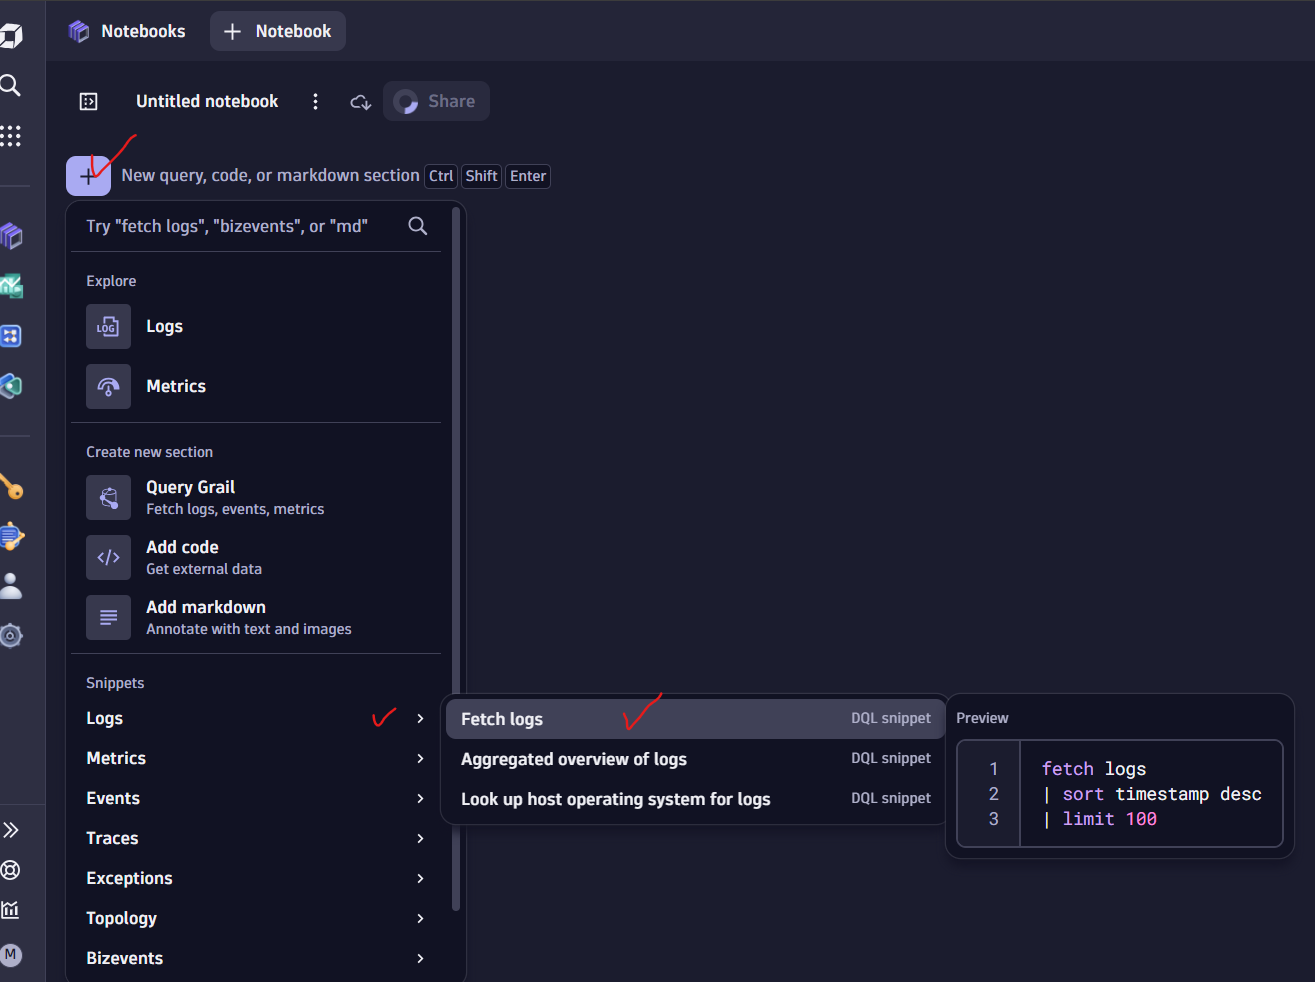 Notebooks
Notebook
Untitled notebook
Share
New query, code, or markdown section Ctrl Shift Enter
Try "fetch logs", "bizevents", or "md"
Explore
LOG Logs
Metrics
Create new section
Query Grail
Fetch logs, events, metrics
Add code
Get external data
Add markdown
Annotate with text and images
Snippets
Logs
Metrics
Events
Traces
Exceptions
Topology
Bizevents
Fetch logs DQL snippet
Aggregated overview of logs DQL snippet
Look up host operating system for logs DQL snippet
Preview
1 fetch logs
2 | sort timestamp desc
3 | limit 100
M